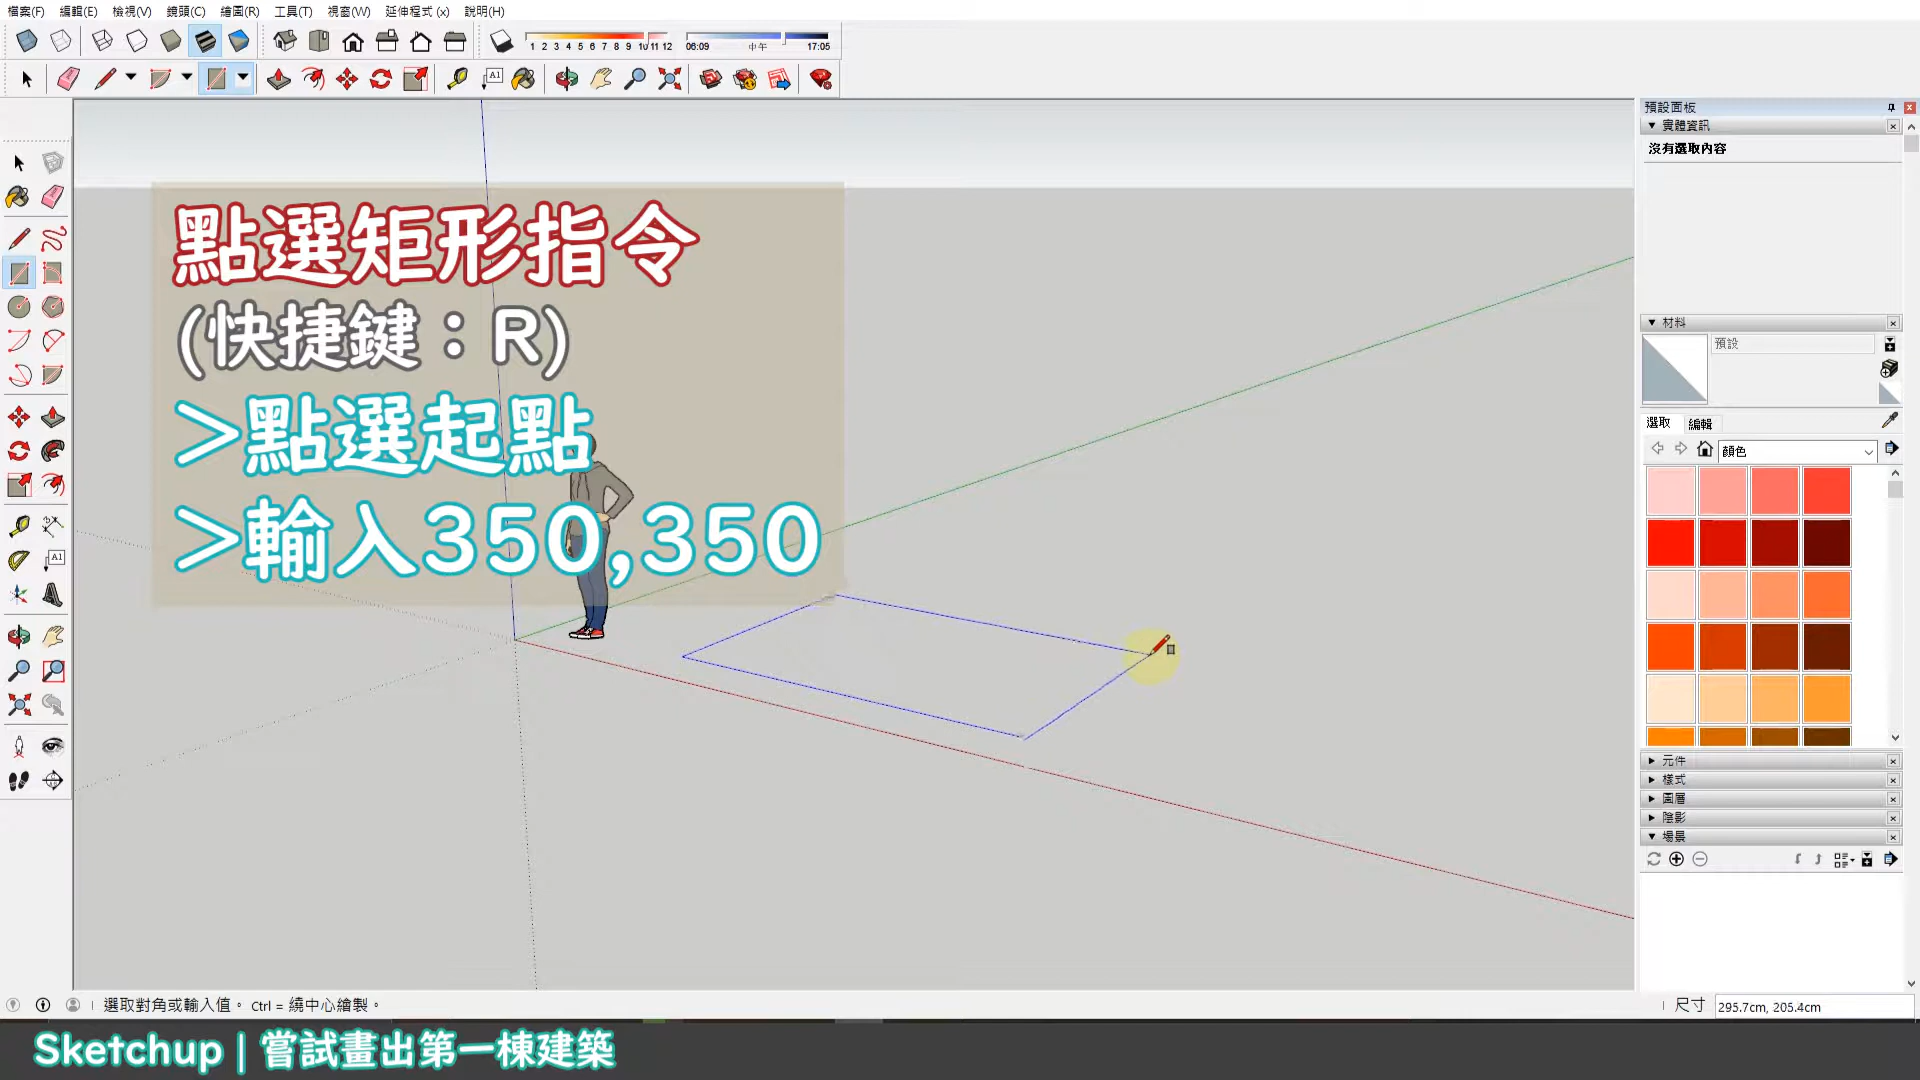 檔案(F) 編輯(E) 檢視(V) 鏡頭(C) 繪圖(R) 工具(T) 視窗(W) 延伸程式 (x) 說明(H)
1 2 3 4 5 6 7 8 9 10 11 12 06:09 中午 17:05
A1
預設面板
實體資訊
沒有選取內容
點選矩形指令
(快捷鍵：R)
>點選起點
>輸入350,350
材料
預設
選取 編輯
顏色
A1
元件
樣式
圖層
陰影
場景
選取對角或輸入值。 Ctrl = 繞中心繪製。
尺寸 295.7cm, 205.4cm
Sketchup | 嘗試畫出第一棟建築